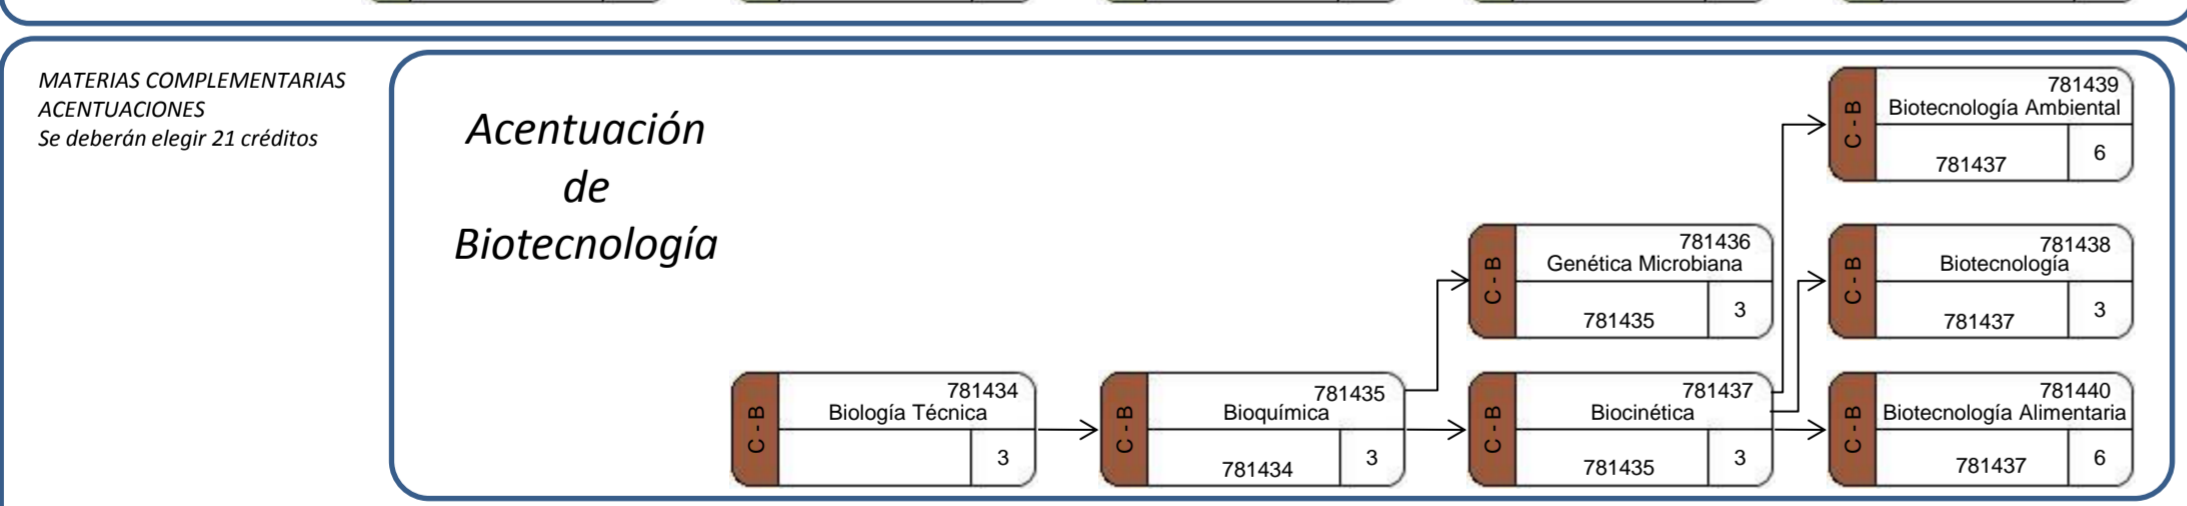 MATERIAS COMPLEMENTARIAS
ACENTUACIONES
Se deberán elegir 21 créditos
Acentuación
de
Biotecnología
C - B
781439
Biotecnología Ambiental
781437
6
C - B
781436
Genética Microbiana
781435
3
C - B
781438
Biotecnología
781437
3
C - B
781434
Biología Técnica
3
C - B
781435
Bioquímica
781434
3
C - B
781437
Biocinética
781435
3
C - B
781440
Biotecnología Alimentaria
781437
6